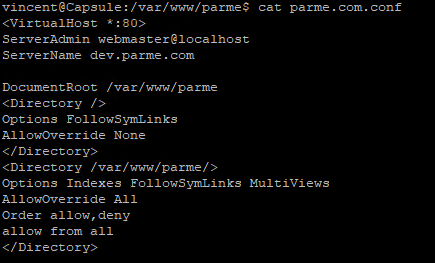 vincent@Capsule:/var/www/parme$ cat parme.com.conf
<VirtualHost *:80>
ServerAdmin webmaster@localhost
ServerName dev.parme.com

DocumentRoot /var/www/parme
<Directory />
Options FollowSymLinks
AllowOverride None
</Directory>
<Directory /var/www/parme/>
Options Indexes FollowSymLinks MultiViews
AllowOverride All
Order allow,deny
allow from all
</Directory>